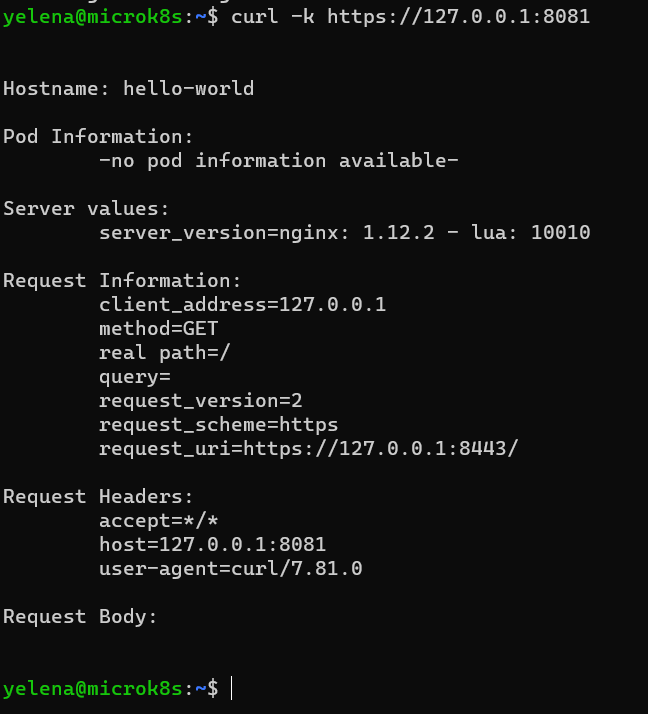 yelena@microk8s:~$ curl -k https://127.0.0.1:8081
Hostname: hello-world
Pod Information:
-no pod information available-
Server values:
server_version=nginx: 1.12.2 - lua: 10010
Request Information:
client_address=127.0.0.1
method=GET
real path=/
query=
request_version=2
request_scheme=https
request_uri=https://127.0.0.1:8443/
Request Headers:
accept=*/*
host=127.0.0.1:8081
user-agent=curl/7.81.0
Request Body:
yelena@microk8s:~$